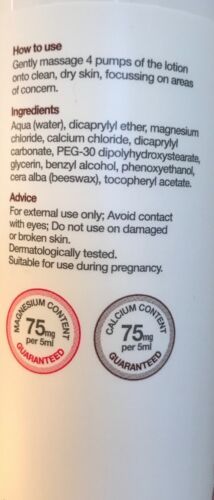 How to use
Gently massage 4 pumps of the lotion
onto clean, dry skin, focussing on areas
of concern.
Ingredients
Aqua (water), dicaprylyl ether, magnesium
chloride, calcium chloride, dicaprylyl
carbonate, PEG-30 dipolyhydroxystearate,
glycerin, benzyl alcohol, phenoxyethanol,
cera alba (beeswax), tocopheryl acetate.
Advice
For external use only; Avoid contact
with eyes; Do not use on damaged
or broken skin.
Dermatologically tested.
Suitable for use during pregnancy.
MAGNESIUM CONTENT
75mg
per 5ml
GUARANTEED
CALCIUM CONTENT
75mg
per 5ml
GUARANTEED